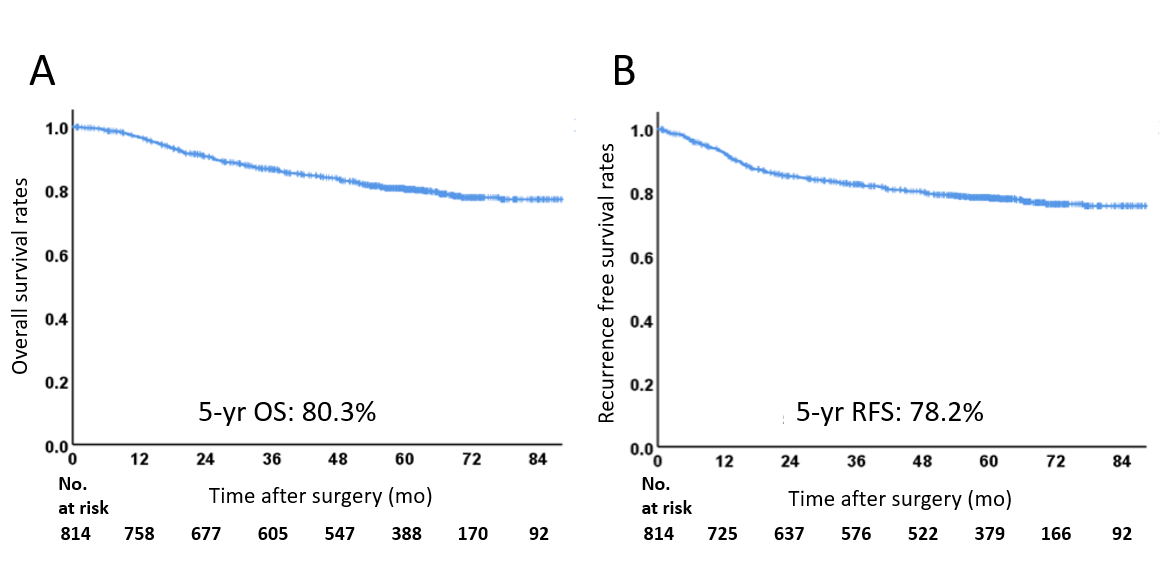 A
Overall survival rates
1.0
0.8
0.6
0.4
0.2
0.0
5-yr OS: 80.3%
0 12 24 36 48 60 72 84
Time after surgery (mo)
No.
at risk
814 758 677 605 547 388 170 92
B
Recurrence free survival rates
1.0
0.8
0.6
0.4
0.2
0.0
5-yr RFS: 78.2%
0 12 24 36 48 60 72 84
Time after surgery (mo)
No.
at risk
814 725 637 576 522 379 166 92